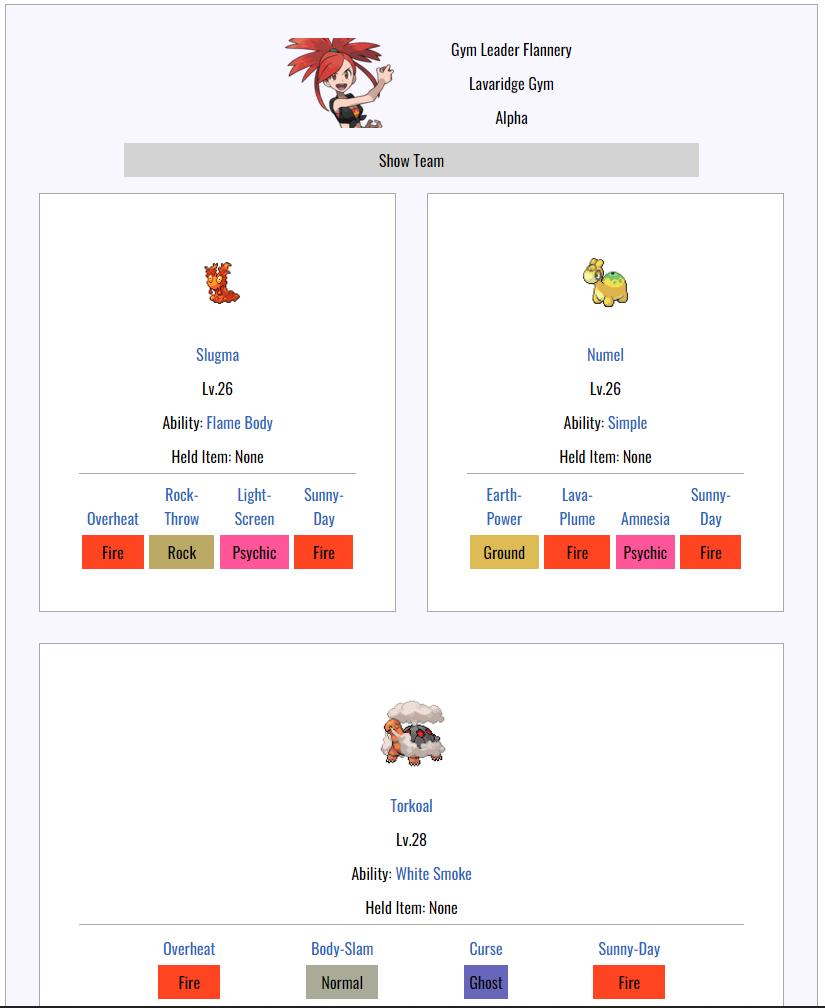 Gym Leader Flannery
Lavaridge Gym
Alpha
Show Team
Slugma
Lv.26
Ability: Flame Body
Held Item: None
Overheat Rock-Throw Light-Screen Sunny-Day
Fire Rock Psychic Fire
Numel
Lv.26
Ability: Simple
Held Item: None
Earth-Power Lava-Plume Amnesia Sunny-Day
Ground Fire Psychic Fire
Torkoal
Lv.28
Ability: White Smoke
Held Item: None
Overheat Body-Slam Curse Sunny-Day
Fire Normal Ghost Fire